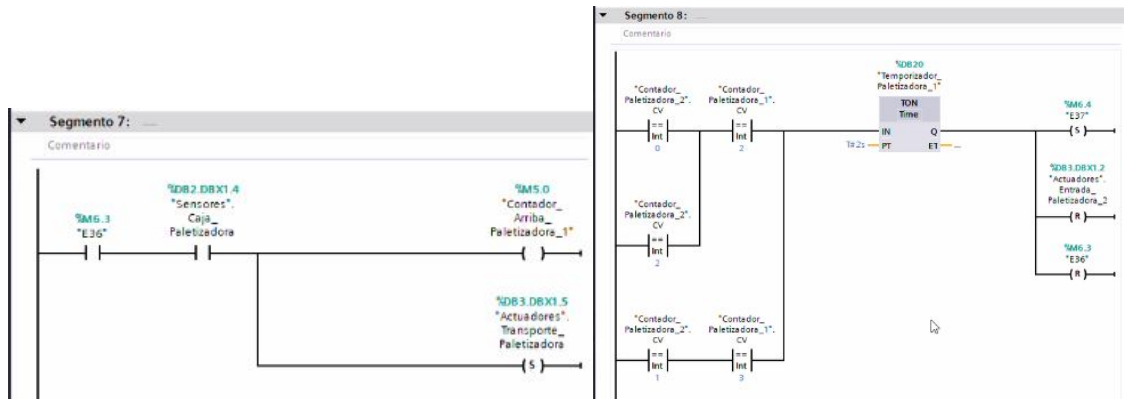 Segmento 7:
Comentario
%M6.3
"E36"
%DB2.DBX1.4
"Sensores".
Caja_
Paletizadora
%M5.0
"Contador_
Arriba_
Paletizadora_1"
%DB3.DBX1.5
"Actuadores".
Transporte_
Paletizadora
S
Segmento 8:
Comentario
"Contador_
Paletizadora_2".
CV
==
Int
0
"Contador_
Paletizadora_1".
CV
==
Int
2
%DB20
"Temporizador_
Paletizadora_1"
TON
Time
IN Q
T#2s PT ET ...
%M6.4
"E37"
S
"Contador_
Paletizadora_2".
CV
==
Int
2
%DB3.DBX1.2
"Actuadores".
Entrada_
Paletizadora_2
R
%M6.3
"E36"
R
"Contador_
Paletizadora_2".
CV
==
Int
1
"Contador_
Paletizadora_1".
CV
==
Int
3